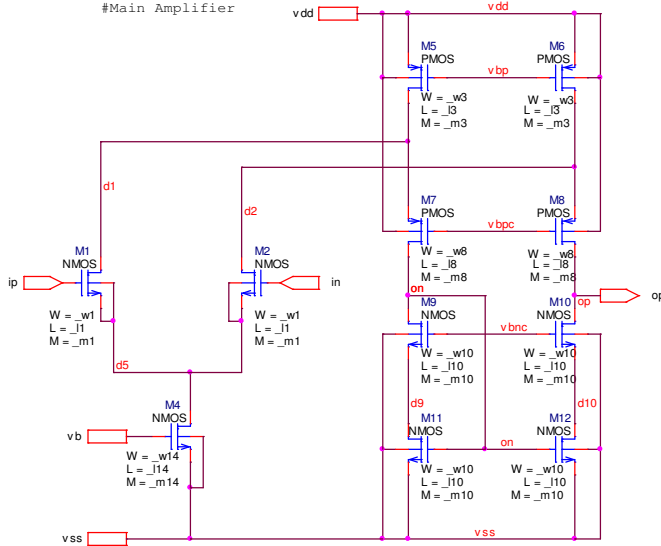 #Main Amplifier
vdd
vdd
M5
PMOS
W = _w3
L = _l3
M = _m3
vbp
M6
PMOS
W = _w3
L = _l3
M = _m3
d1
d2
M7
PMOS
W = _w8
L = _l8
M = _m8
vbpc
M8
PMOS
W = _w8
L = _l8
M = _m8
M1
NMOS
ip
W = _w1
L = _l1
M = _m1
M2
NMOS
in
W = _w1
L = _l1
M = _m1
on
op
op
M9
NMOS
W = _w10
L = _l10
M = _m10
vbnc
M10
NMOS
W = _w10
L = _l10
M = _m10
d5
d9
d10
M4
NMOS
vb
W = _w14
L = _l14
M = _m14
M11
NMOS
W = _w10
L = _l10
M = _m10
on
M12
NMOS
W = _w10
L = _l10
M = _m10
vss
vss